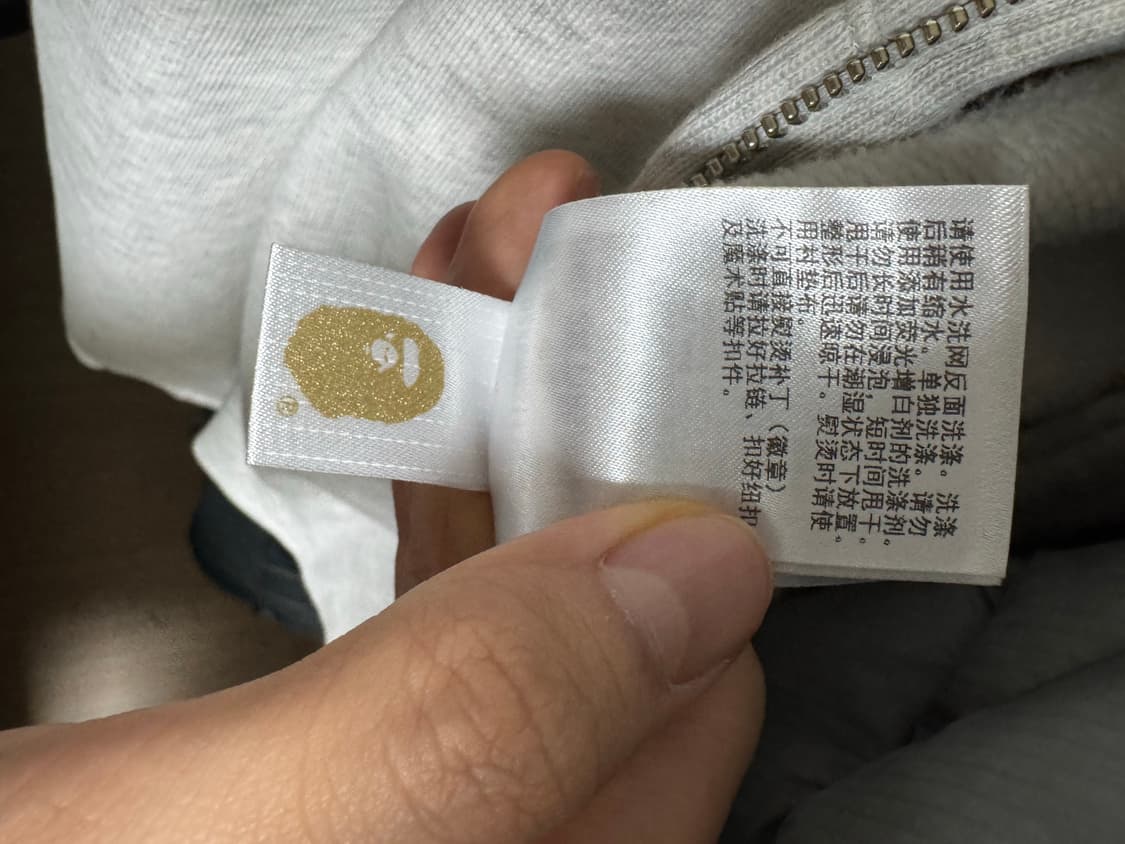 请使用水洗网反面洗涤。洗涤
后稍有缩水。单独洗涤。请勿
使用添加荧光增白剂的洗涤剂。
请勿长时间浸泡，短时间甩干。
甩干后请勿在潮湿状态下放置。
整形后迅速晾干。熨烫时请使
用衬垫布。
不可直接熨烫补丁（徽章）
洗涤时请拉好拉链、扣好纽扣
及魔术贴等扣件。
®